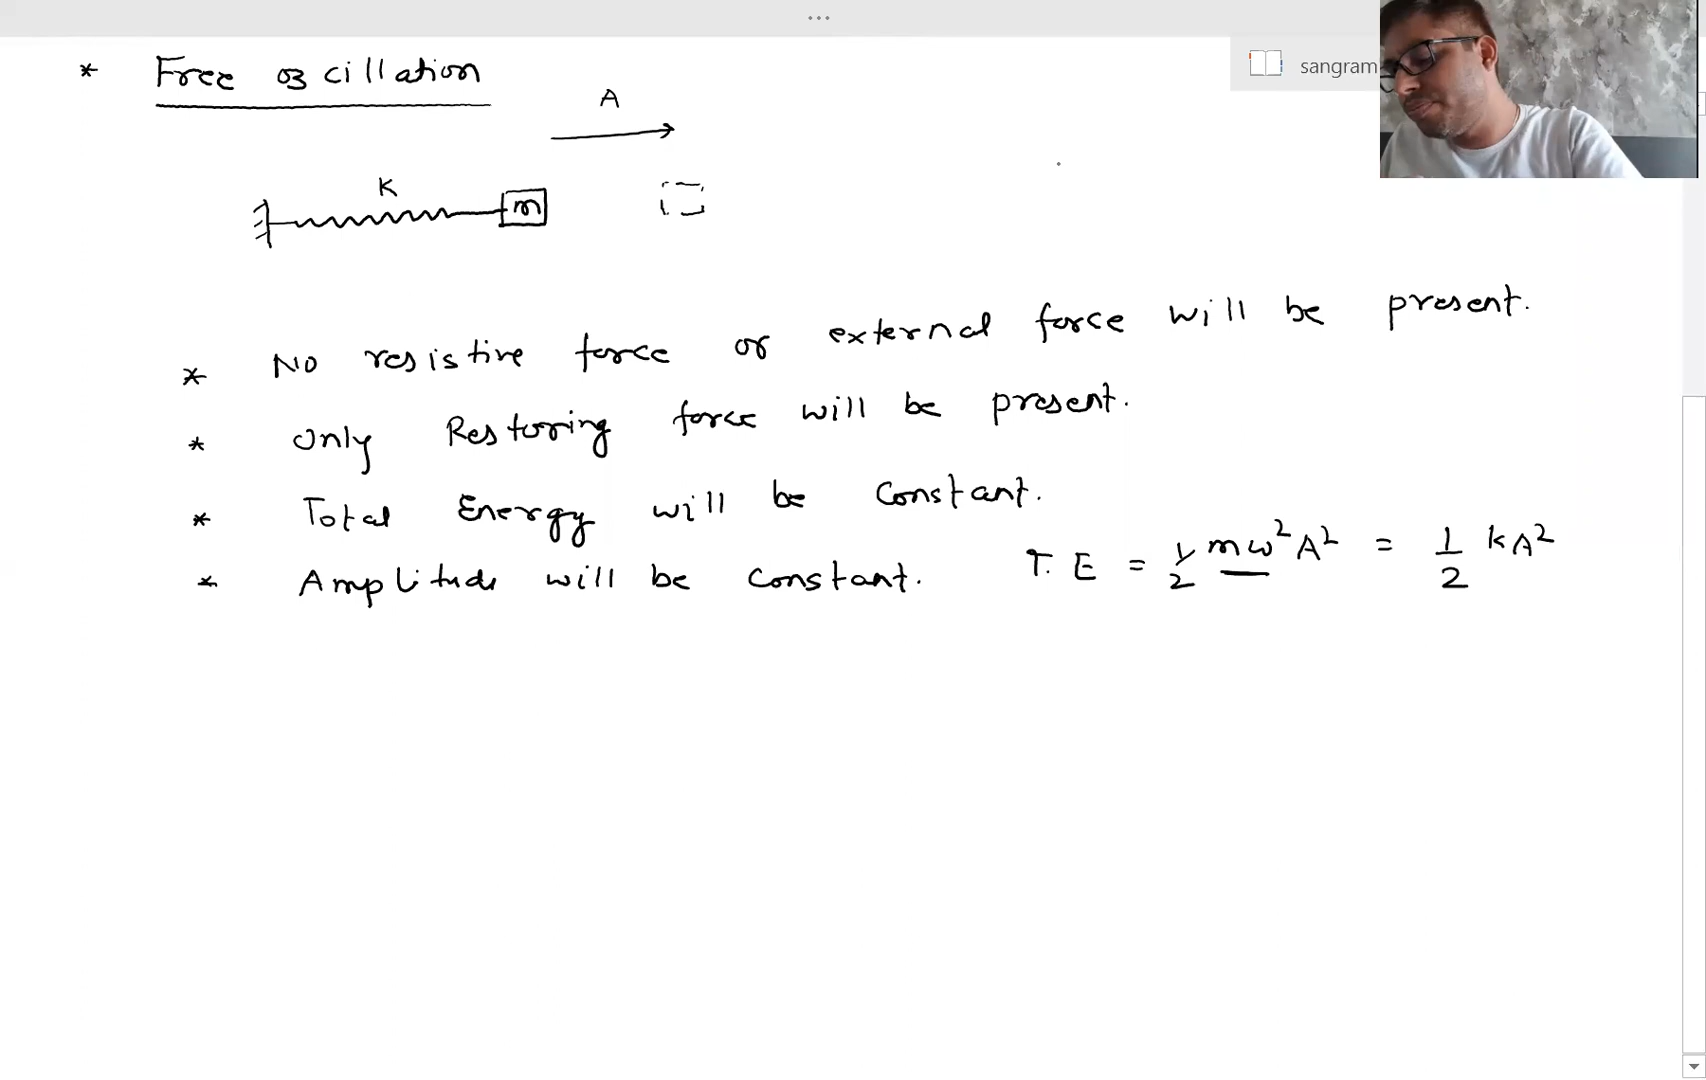 * Free oscillation
sangram
A
K
m
* No resistive force or external force will be present.
* Only Restoring force will be present.
* Total Energy will be constant.
* Amplitude will be constant. T.E = 1/2 mω²A² = 1/2 kA²